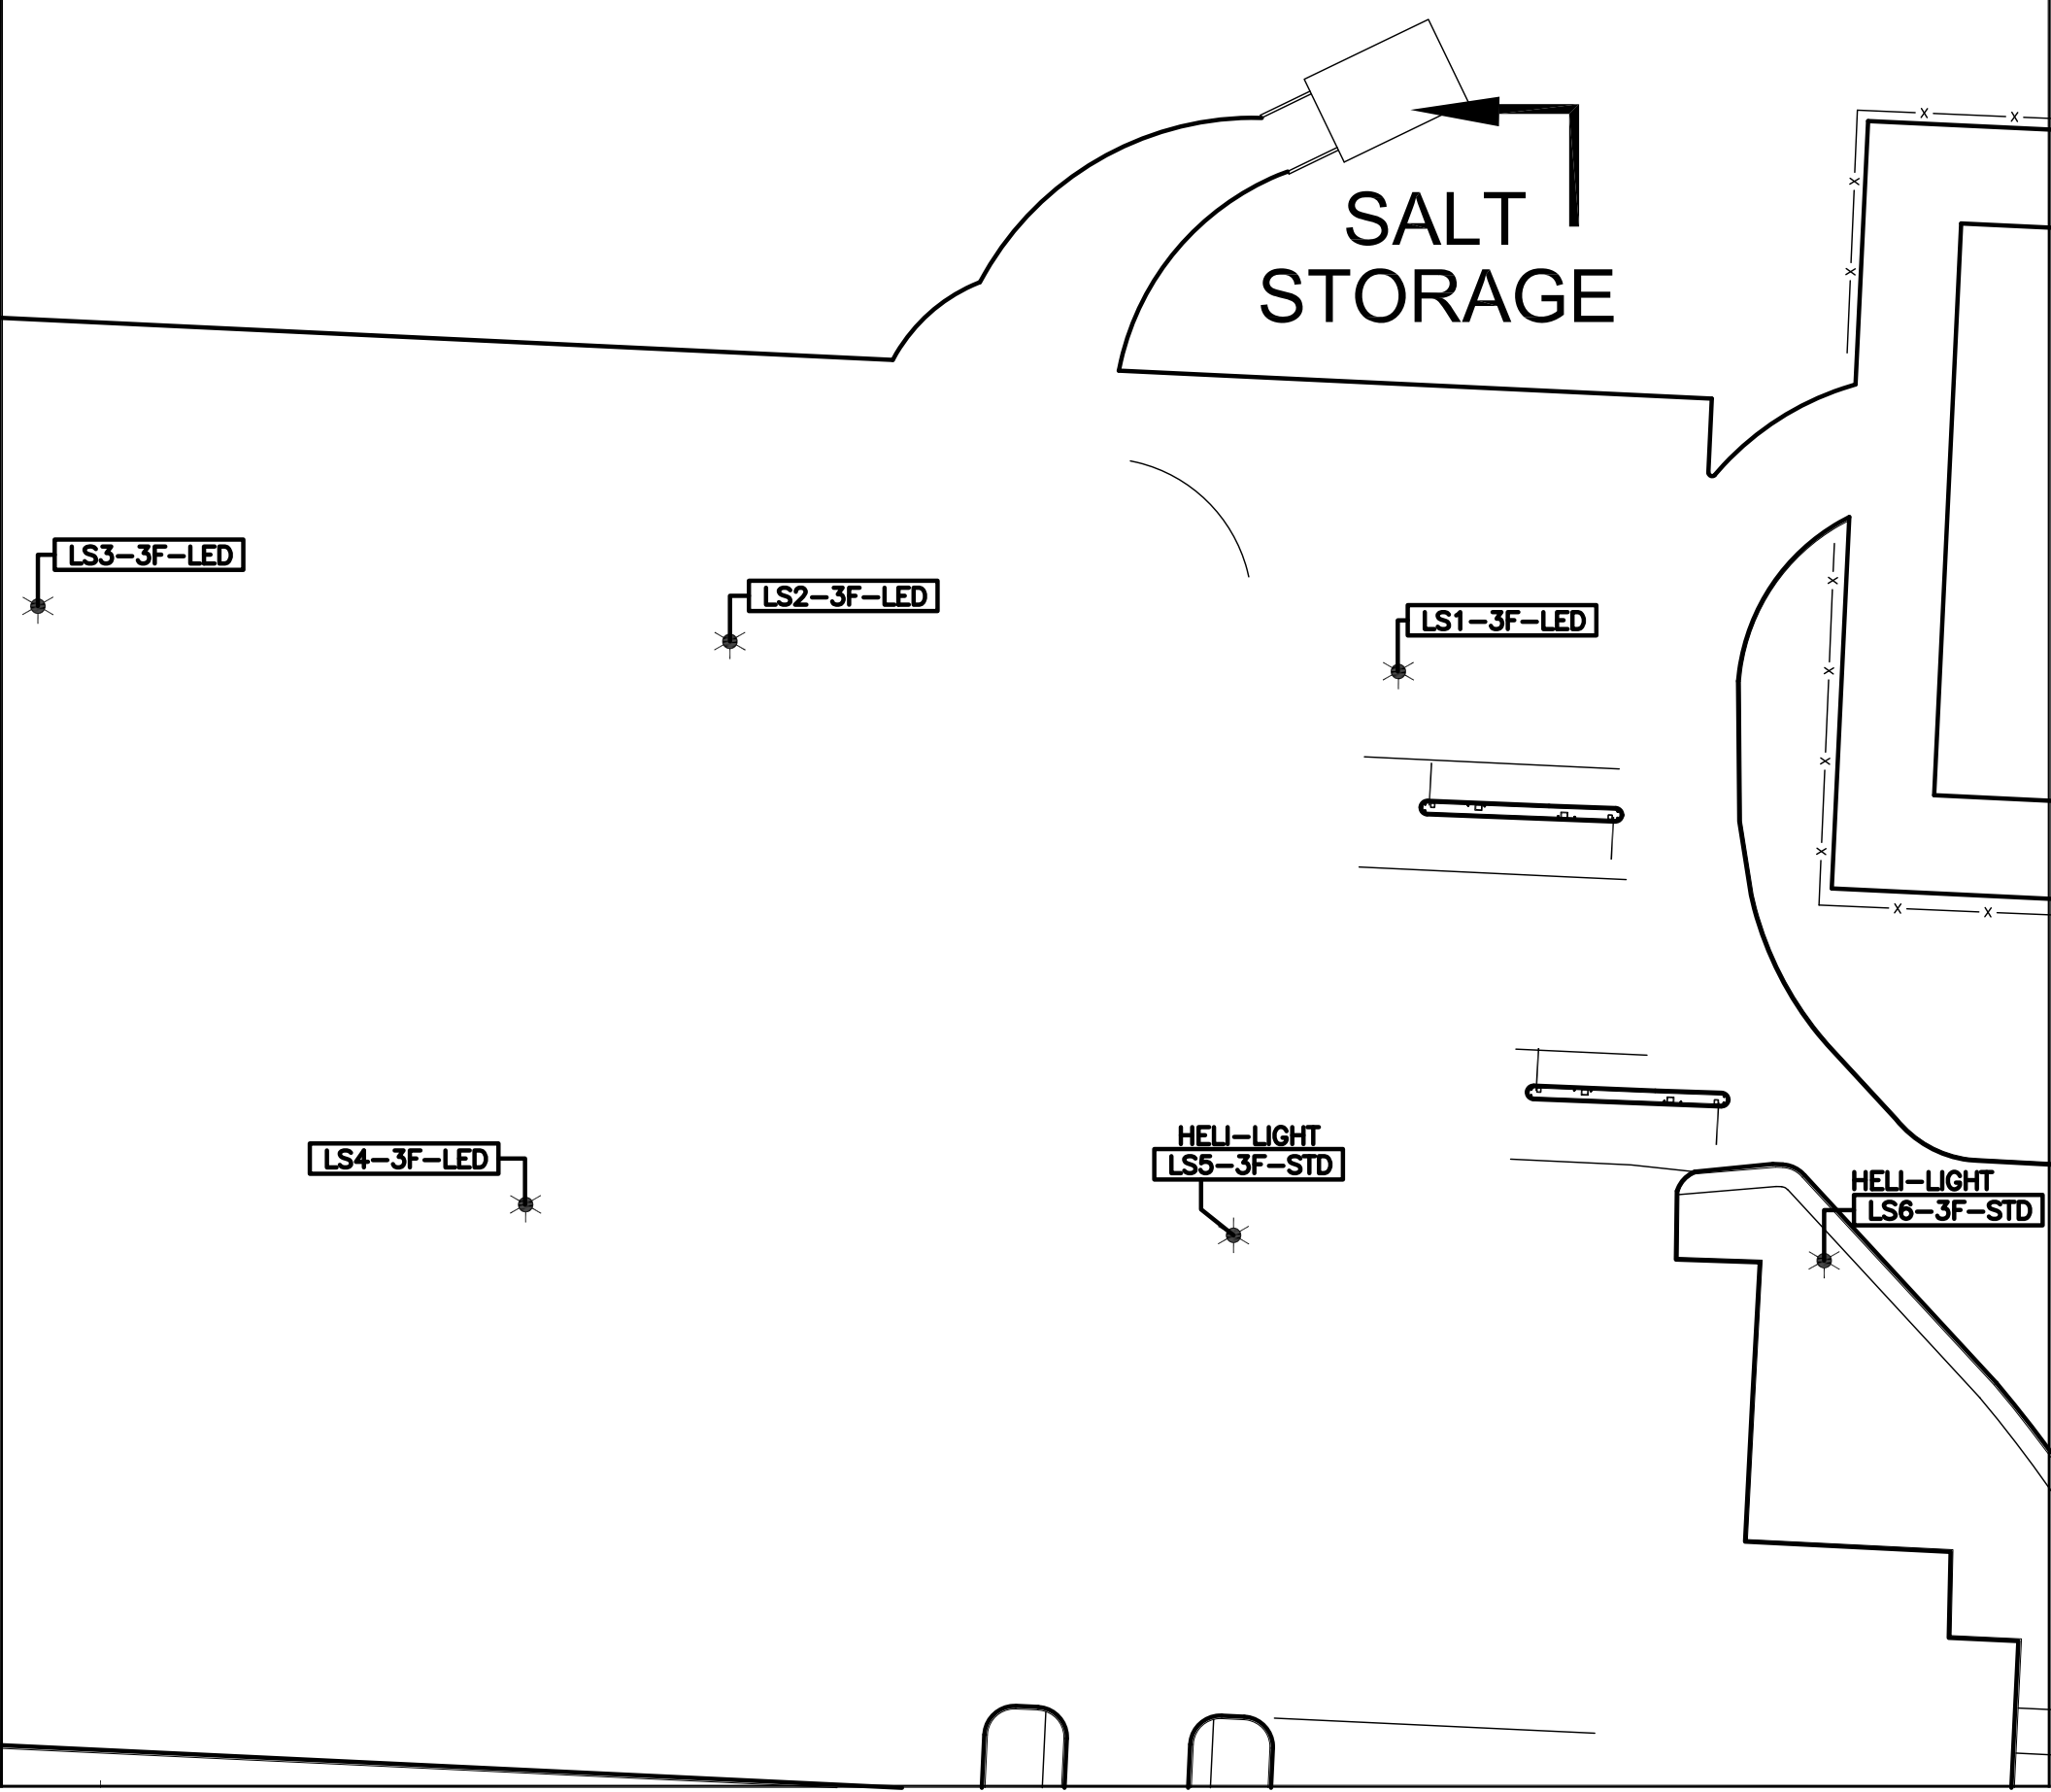 SALT
STORAGE
LS3-3F-LED
LS2-3F-LED
LS1-3F-LED
LS4-3F-LED
HELI-LIGHT
LS5-3F-STD
HELI-LIGHT
LS6-3F-STD